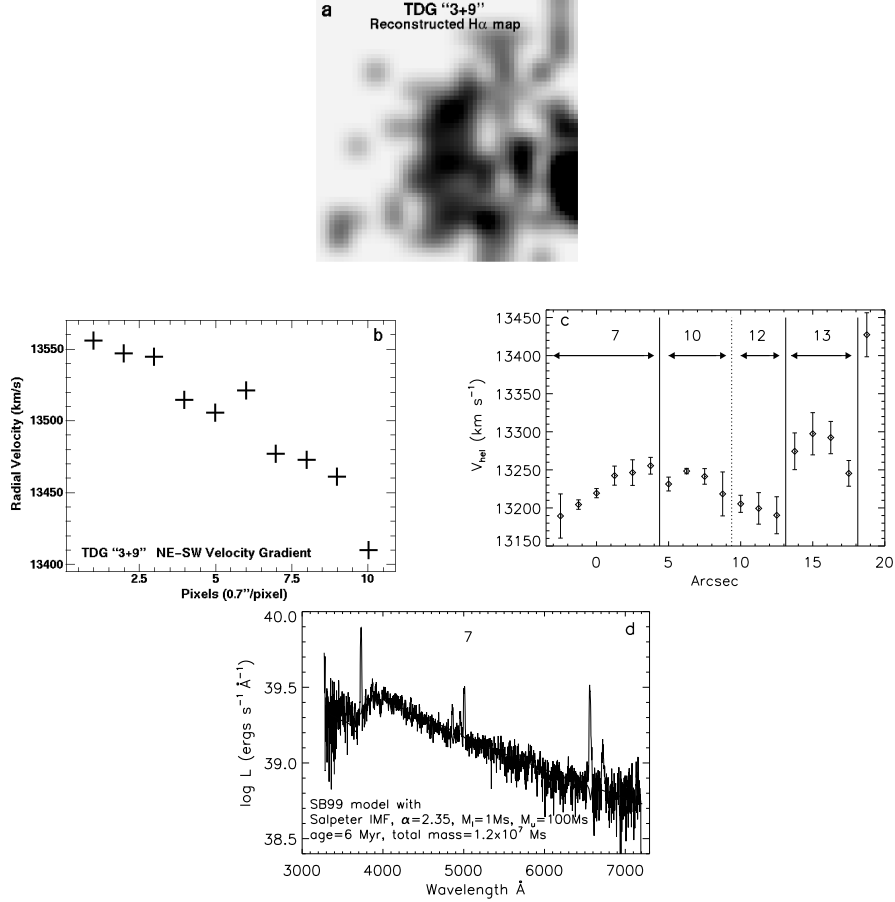 a
TDG “3+9”
Reconstructed Hα map
b
13550
13500
13450
13400
Radial Velocity (km/s)
TDG “3+9” NE−SW Velocity Gradient
0
2.5
5
7.5
10
Pixels (0.7”/pixel)
c
7
10
12
13
13450
13400
13300
13250
13200
13150
V_hel (km s⁻¹)
0
5
10
15
20
Arcsec
d
7
40.0
39.5
39.0
38.5
log L (ergs s⁻¹ Å⁻¹)
SB99 model with
Salpeter IMF, α=2.35, M_l=1Ms, M_u=100Ms
age=6 Myr, total mass=1.2x10⁷ Ms
3000
4000
5000
6000
7000
Wavelength Å